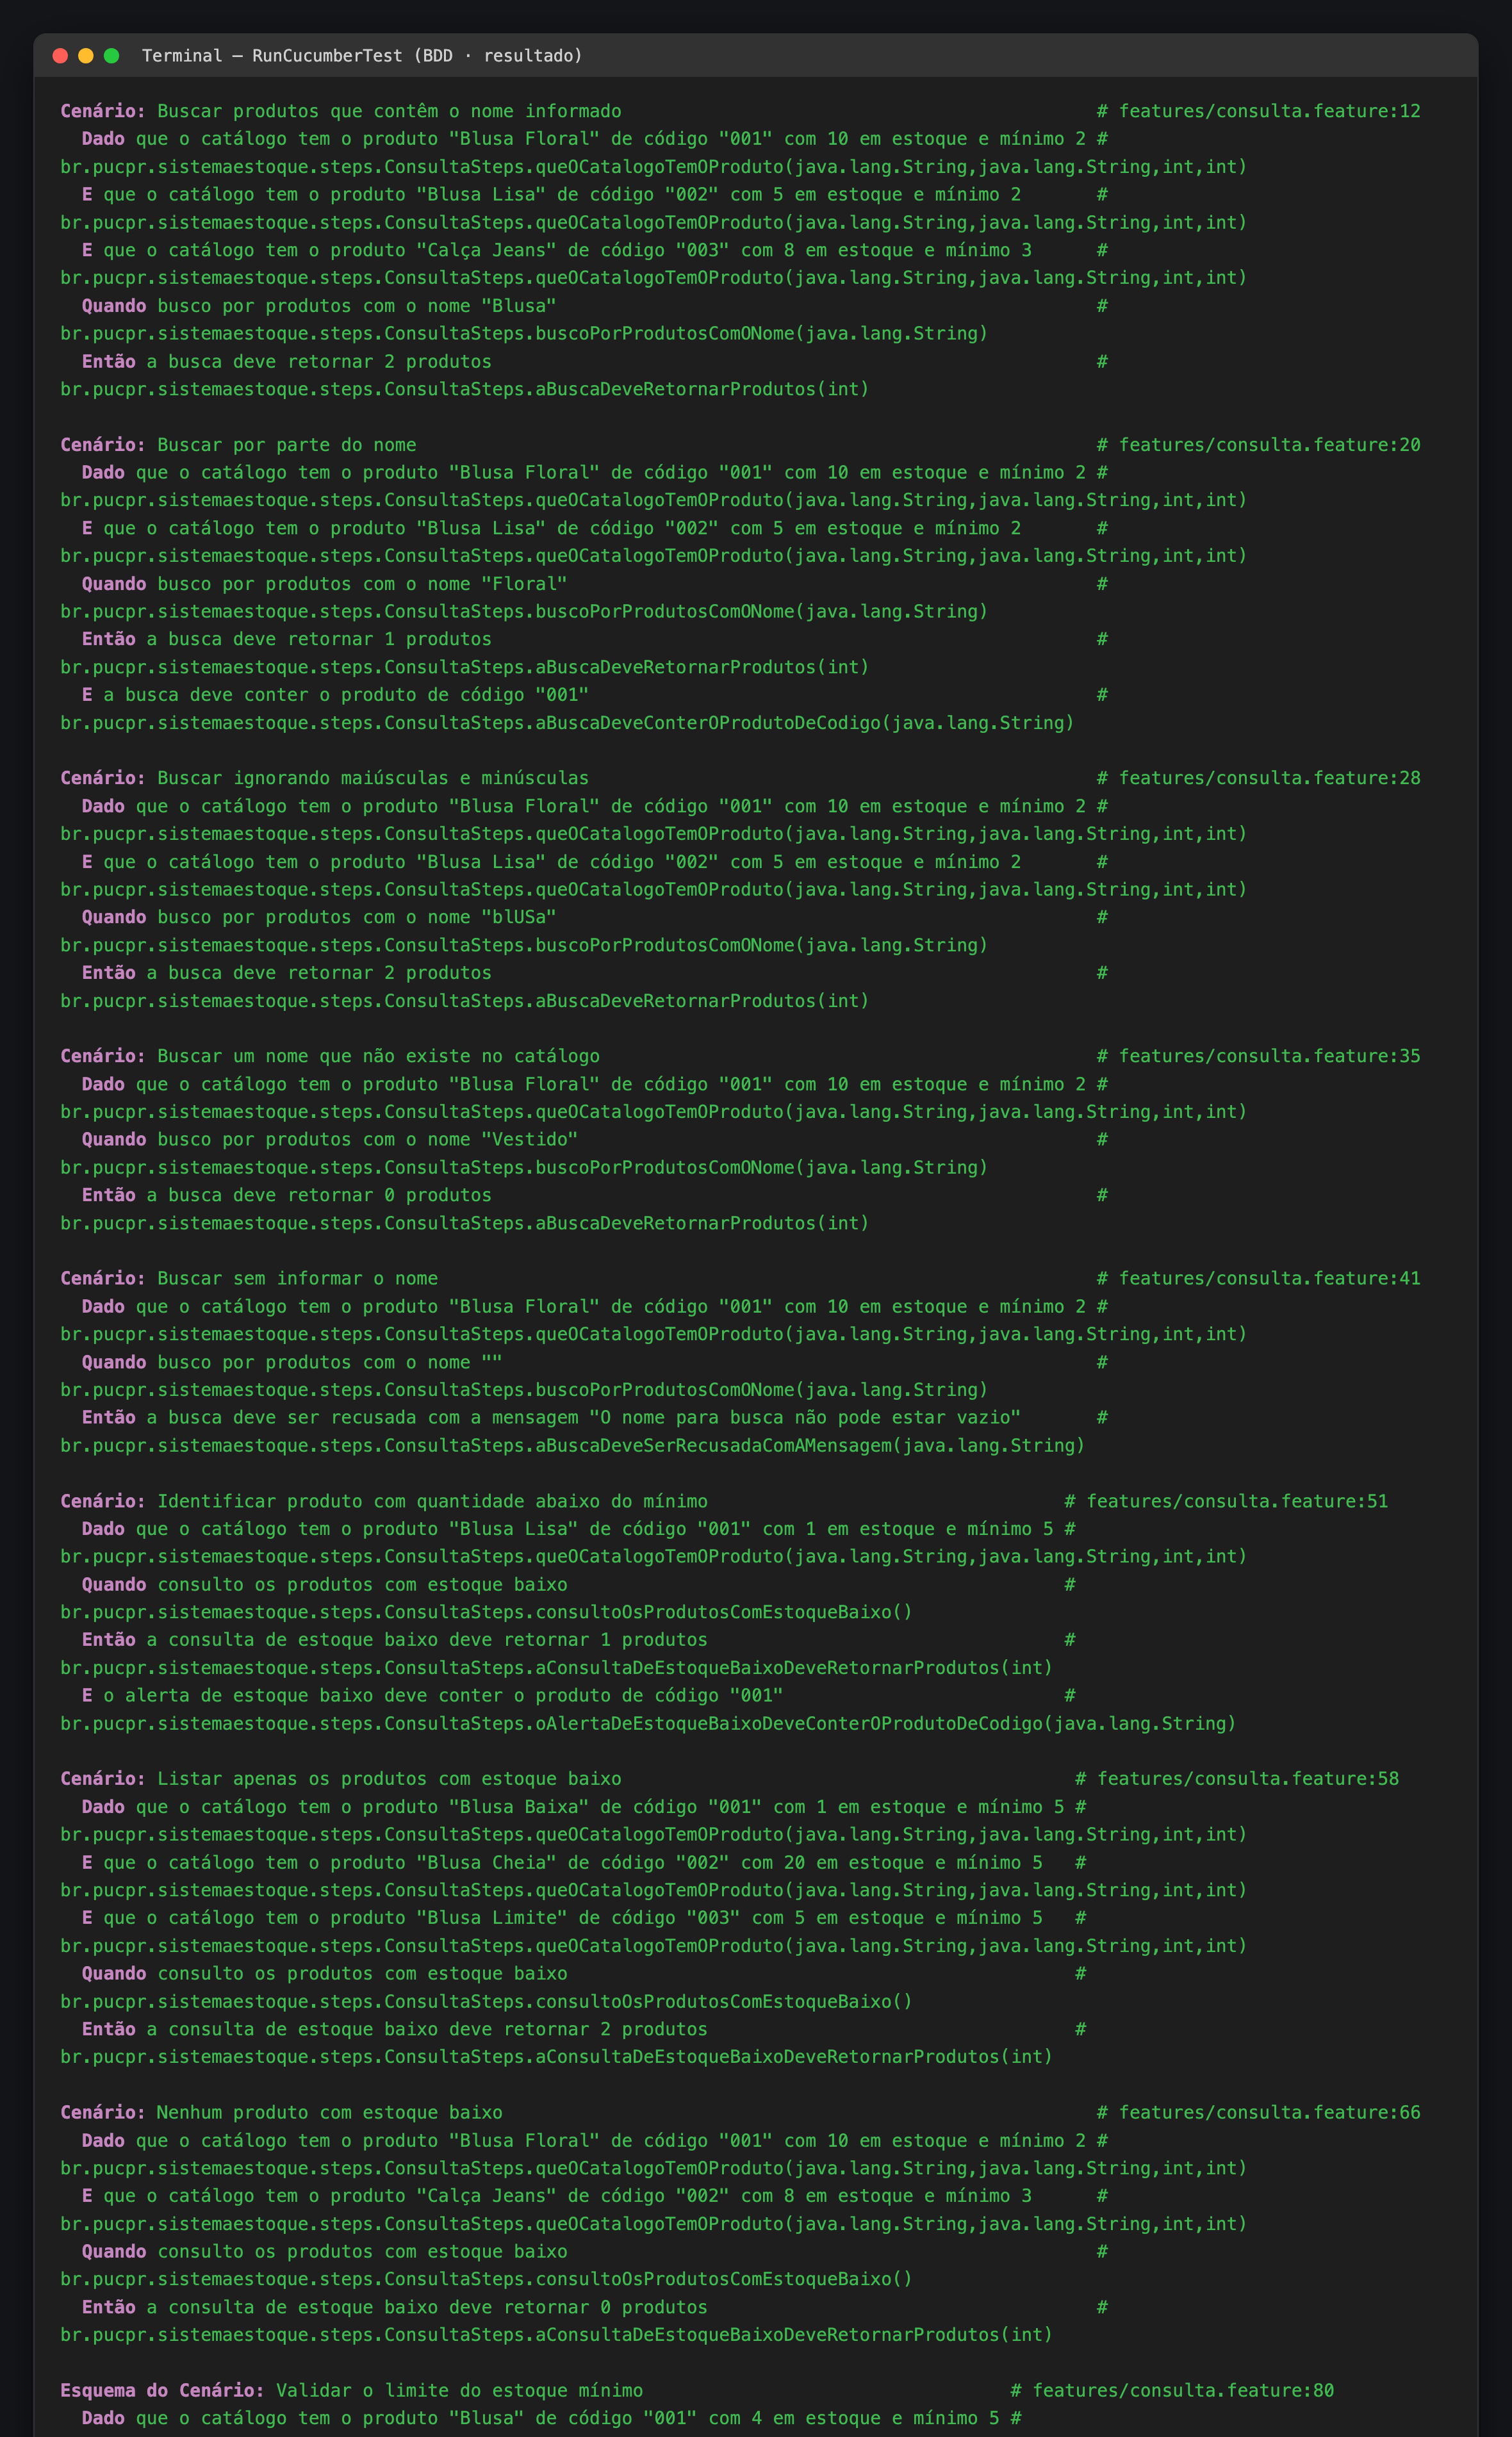 Terminal — RunCucumberTest (BDD · resultado)
Cenário: Buscar produtos que contêm o nome informado # features/consulta.feature:12
Dado que o catálogo tem o produto "Blusa Floral" de código "001" com 10 em estoque e mínimo 2 #
br.pucpr.sistemaestoque.steps.ConsultaSteps.queOCatalogoTemOProduto(java.lang.String,java.lang.String,int,int)
E que o catálogo tem o produto "Blusa Lisa" de código "002" com 5 em estoque e mínimo 2 #
br.pucpr.sistemaestoque.steps.ConsultaSteps.queOCatalogoTemOProduto(java.lang.String,java.lang.String,int,int)
E que o catálogo tem o produto "Calça Jeans" de código "003" com 8 em estoque e mínimo 3 #
br.pucpr.sistemaestoque.steps.ConsultaSteps.queOCatalogoTemOProduto(java.lang.String,java.lang.String,int,int)
Quando busco por produtos com o nome "Blusa" #
br.pucpr.sistemaestoque.steps.ConsultaSteps.buscoPorProdutosComONome(java.lang.String)
Então a busca deve retornar 2 produtos #
br.pucpr.sistemaestoque.steps.ConsultaSteps.aBuscaDeveRetornarProdutos(int)
Cenário: Buscar por parte do nome # features/consulta.feature:20
Dado que o catálogo tem o produto "Blusa Floral" de código "001" com 10 em estoque e mínimo 2 #
br.pucpr.sistemaestoque.steps.ConsultaSteps.queOCatalogoTemOProduto(java.lang.String,java.lang.String,int,int)
E que o catálogo tem o produto "Blusa Lisa" de código "002" com 5 em estoque e mínimo 2 #
br.pucpr.sistemaestoque.steps.ConsultaSteps.queOCatalogoTemOProduto(java.lang.String,java.lang.String,int,int)
Quando busco por produtos com o nome "Floral" #
br.pucpr.sistemaestoque.steps.ConsultaSteps.buscoPorProdutosComONome(java.lang.String)
Então a busca deve retornar 1 produtos #
br.pucpr.sistemaestoque.steps.ConsultaSteps.aBuscaDeveRetornarProdutos(int)
E a busca deve conter o produto de código "001" #
br.pucpr.sistemaestoque.steps.ConsultaSteps.aBuscaDeveConterOProdutoDeCodigo(java.lang.String)
Cenário: Buscar ignorando maiúsculas e minúsculas # features/consulta.feature:28
Dado que o catálogo tem o produto "Blusa Floral" de código "001" com 10 em estoque e mínimo 2 #
br.pucpr.sistemaestoque.steps.ConsultaSteps.queOCatalogoTemOProduto(java.lang.String,java.lang.String,int,int)
E que o catálogo tem o produto "Blusa Lisa" de código "002" com 5 em estoque e mínimo 2 #
br.pucpr.sistemaestoque.steps.ConsultaSteps.queOCatalogoTemOProduto(java.lang.String,java.lang.String,int,int)
Quando busco por produtos com o nome "blUSa" #
br.pucpr.sistemaestoque.steps.ConsultaSteps.buscoPorProdutosComONome(java.lang.String)
Então a busca deve retornar 2 produtos #
br.pucpr.sistemaestoque.steps.ConsultaSteps.aBuscaDeveRetornarProdutos(int)
Cenário: Buscar um nome que não existe no catálogo # features/consulta.feature:35
Dado que o catálogo tem o produto "Blusa Floral" de código "001" com 10 em estoque e mínimo 2 #
br.pucpr.sistemaestoque.steps.ConsultaSteps.queOCatalogoTemOProduto(java.lang.String,java.lang.String,int,int)
Quando busco por produtos com o nome "Vestido" #
br.pucpr.sistemaestoque.steps.ConsultaSteps.buscoPorProdutosComONome(java.lang.String)
Então a busca deve retornar 0 produtos #
br.pucpr.sistemaestoque.steps.ConsultaSteps.aBuscaDeveRetornarProdutos(int)
Cenário: Buscar sem informar o nome # features/consulta.feature:41
Dado que o catálogo tem o produto "Blusa Floral" de código "001" com 10 em estoque e mínimo 2 #
br.pucpr.sistemaestoque.steps.ConsultaSteps.queOCatalogoTemOProduto(java.lang.String,java.lang.String,int,int)
Quando busco por produtos com o nome "" #
br.pucpr.sistemaestoque.steps.ConsultaSteps.buscoPorProdutosComONome(java.lang.String)
Então a busca deve ser recusada com a mensagem "O nome para busca não pode estar vazio" #
br.pucpr.sistemaestoque.steps.ConsultaSteps.aBuscaDeveSerRecusadaComAMensagem(java.lang.String)
Cenário: Identificar produto com quantidade abaixo do mínimo # features/consulta.feature:51
Dado que o catálogo tem o produto "Blusa Lisa" de código "001" com 1 em estoque e mínimo 5 #
br.pucpr.sistemaestoque.steps.ConsultaSteps.queOCatalogoTemOProduto(java.lang.String,java.lang.String,int,int)
Quando consulto os produtos com estoque baixo #
br.pucpr.sistemaestoque.steps.ConsultaSteps.consultoOsProdutosComEstoqueBaixo()
Então a consulta de estoque baixo deve retornar 1 produtos #
br.pucpr.sistemaestoque.steps.ConsultaSteps.aConsultaDeEstoqueBaixoDeveRetornarProdutos(int)
E o alerta de estoque baixo deve conter o produto de código "001" #
br.pucpr.sistemaestoque.steps.ConsultaSteps.oAlertaDeEstoqueBaixoDeveConterOProdutoDeCodigo(java.lang.String)
Cenário: Listar apenas os produtos com estoque baixo # features/consulta.feature:58
Dado que o catálogo tem o produto "Blusa Baixa" de código "001" com 1 em estoque e mínimo 5 #
br.pucpr.sistemaestoque.steps.ConsultaSteps.queOCatalogoTemOProduto(java.lang.String,java.lang.String,int,int)
E que o catálogo tem o produto "Blusa Cheia" de código "002" com 20 em estoque e mínimo 5 #
br.pucpr.sistemaestoque.steps.ConsultaSteps.queOCatalogoTemOProduto(java.lang.String,java.lang.String,int,int)
E que o catálogo tem o produto "Blusa Limite" de código "003" com 5 em estoque e mínimo 5 #
br.pucpr.sistemaestoque.steps.ConsultaSteps.queOCatalogoTemOProduto(java.lang.String,java.lang.String,int,int)
Quando consulto os produtos com estoque baixo #
br.pucpr.sistemaestoque.steps.ConsultaSteps.consultoOsProdutosComEstoqueBaixo()
Então a consulta de estoque baixo deve retornar 2 produtos #
br.pucpr.sistemaestoque.steps.ConsultaSteps.aConsultaDeEstoqueBaixoDeveRetornarProdutos(int)
Cenário: Nenhum produto com estoque baixo # features/consulta.feature:66
Dado que o catálogo tem o produto "Blusa Floral" de código "001" com 10 em estoque e mínimo 2 #
br.pucpr.sistemaestoque.steps.ConsultaSteps.queOCatalogoTemOProduto(java.lang.String,java.lang.String,int,int)
E que o catálogo tem o produto "Calça Jeans" de código "002" com 8 em estoque e mínimo 3 #
br.pucpr.sistemaestoque.steps.ConsultaSteps.queOCatalogoTemOProduto(java.lang.String,java.lang.String,int,int)
Quando consulto os produtos com estoque baixo #
br.pucpr.sistemaestoque.steps.ConsultaSteps.consultoOsProdutosComEstoqueBaixo()
Então a consulta de estoque baixo deve retornar 0 produtos #
br.pucpr.sistemaestoque.steps.ConsultaSteps.aConsultaDeEstoqueBaixoDeveRetornarProdutos(int)
Esquema do Cenário: Validar o limite do estoque mínimo # features/consulta.feature:80
Dado que o catálogo tem o produto "Blusa" de código "001" com 4 em estoque e mínimo 5 #